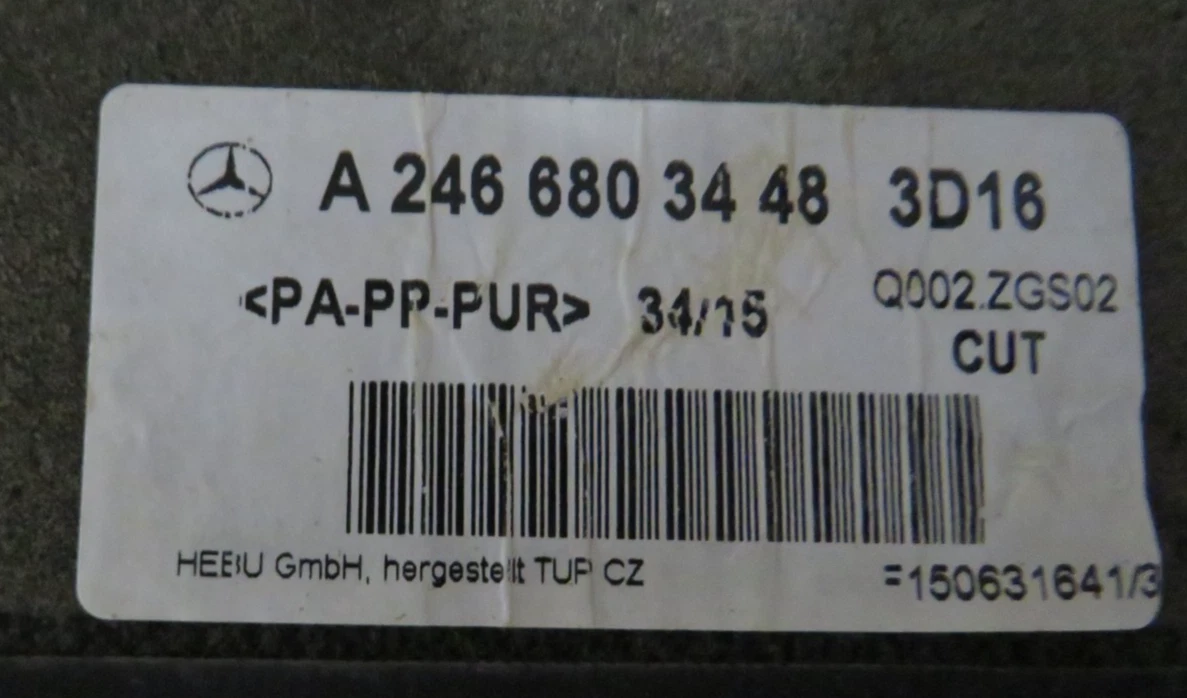 A 246 680 34 48 3D16
<PA-PP-PUR> 34/15 Q002.ZGS02
CUT
HEBU GmbH, hergestellt TUP CZ
=150631641/3